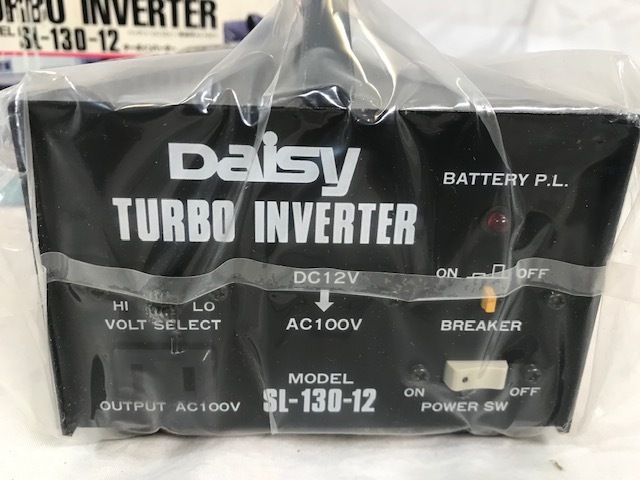 TURBO INVERTER
SL-130-12
Daisy
TURBO INVERTER
BATTERY P.L.
DC12V
ON OFF
HI LO
VOLT SELECT
AC100V
BREAKER
MODEL
SL-130-12
OUTPUT AC100V
ON OFF
POWER SW